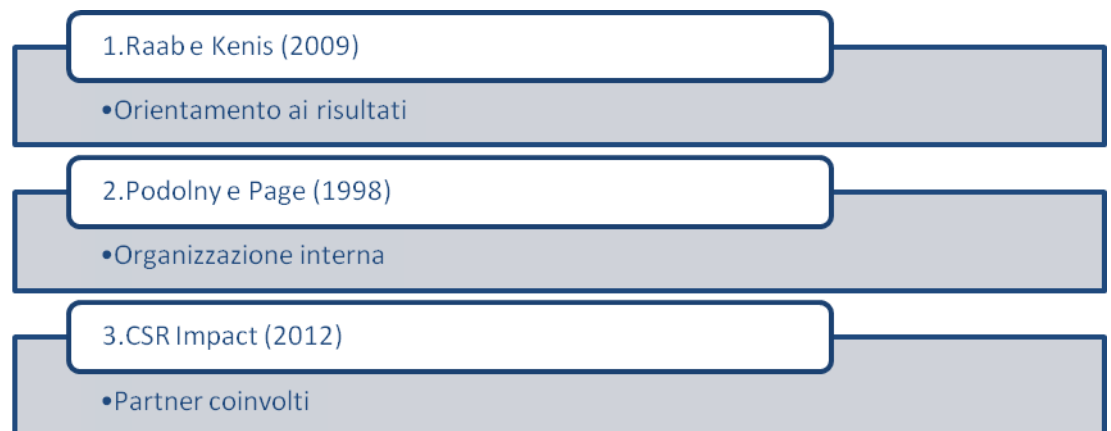 1.Raab e Kenis (2009)
•Orientamento ai risultati
2.Podolny e Page (1998)
•Organizzazione interna
3.CSR Impact (2012)
•Partner coinvolti